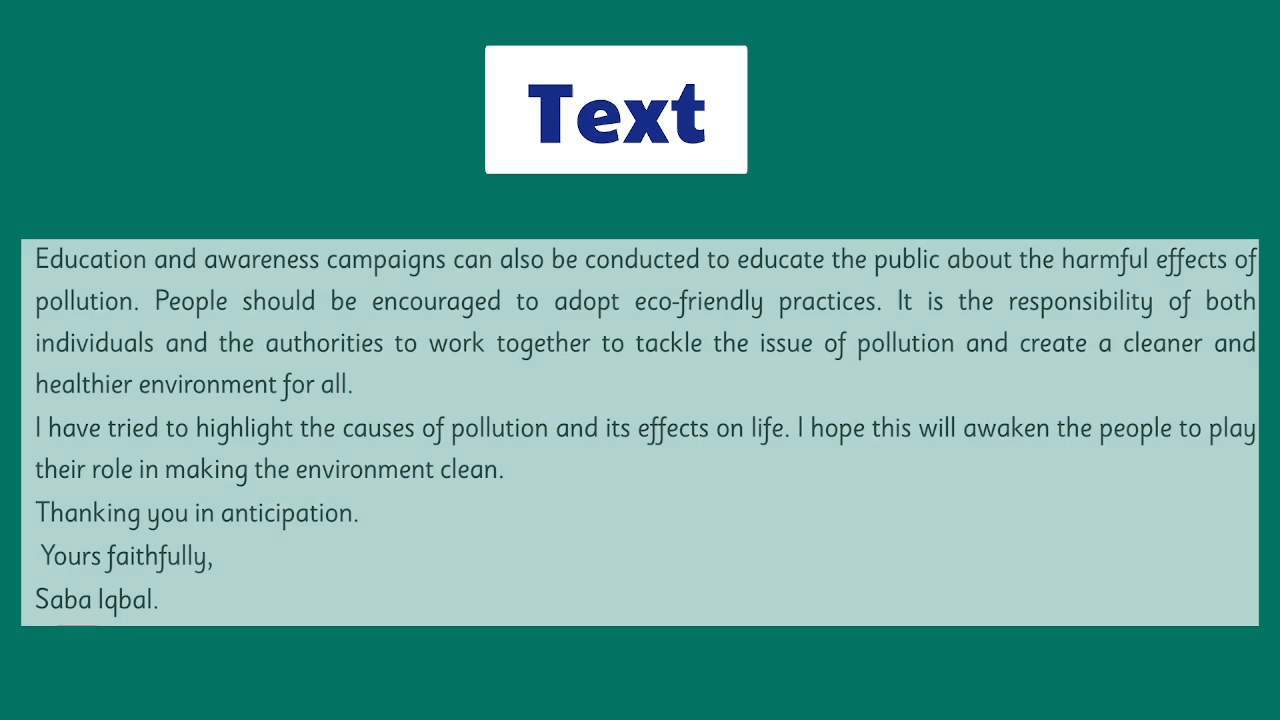 Text
Education and awareness campaigns can also be conducted to educate the public about the harmful effects of
pollution. People should be encouraged to adopt eco-friendly practices. It is the responsibility of both
individuals and the authorities to work together to tackle the issue of pollution and create a cleaner and
healthier environment for all.
I have tried to highlight the causes of pollution and its effects on life. I hope this will awaken the people to play
their role in making the environment clean.
Thanking you in anticipation.
Yours faithfully,
Saba Iqbal.